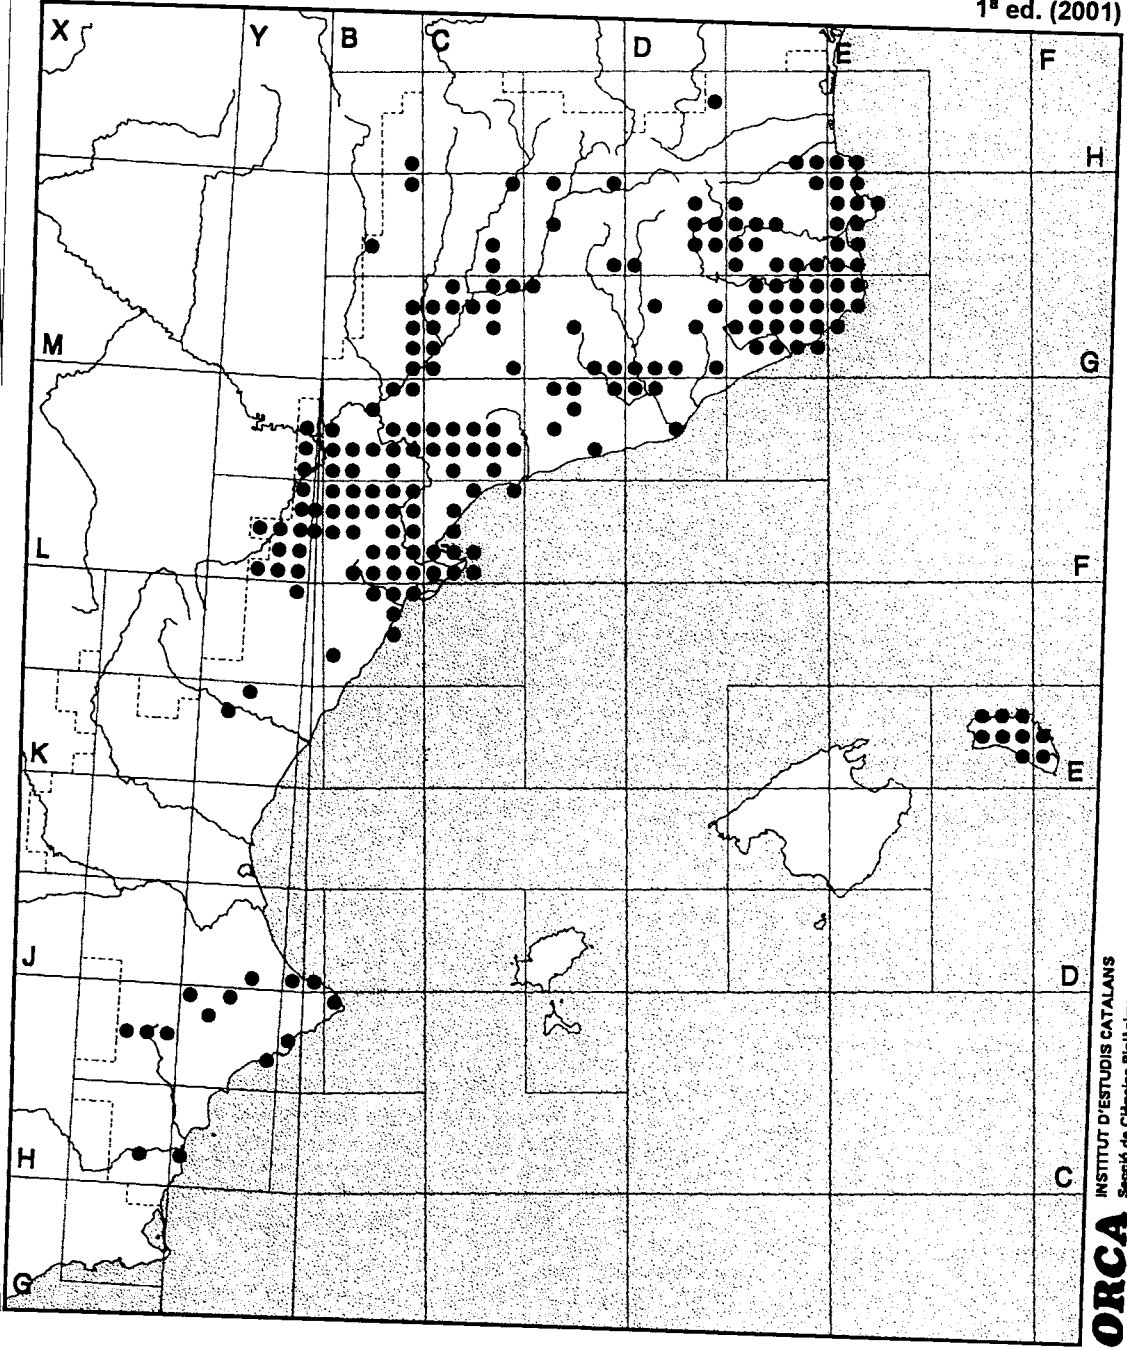 1ª ed. (2001)
X Y B C D E F
H
M G
L F
K E
J D
H C
G
ORCA INSTITUT D'ESTUDIS CATALANS